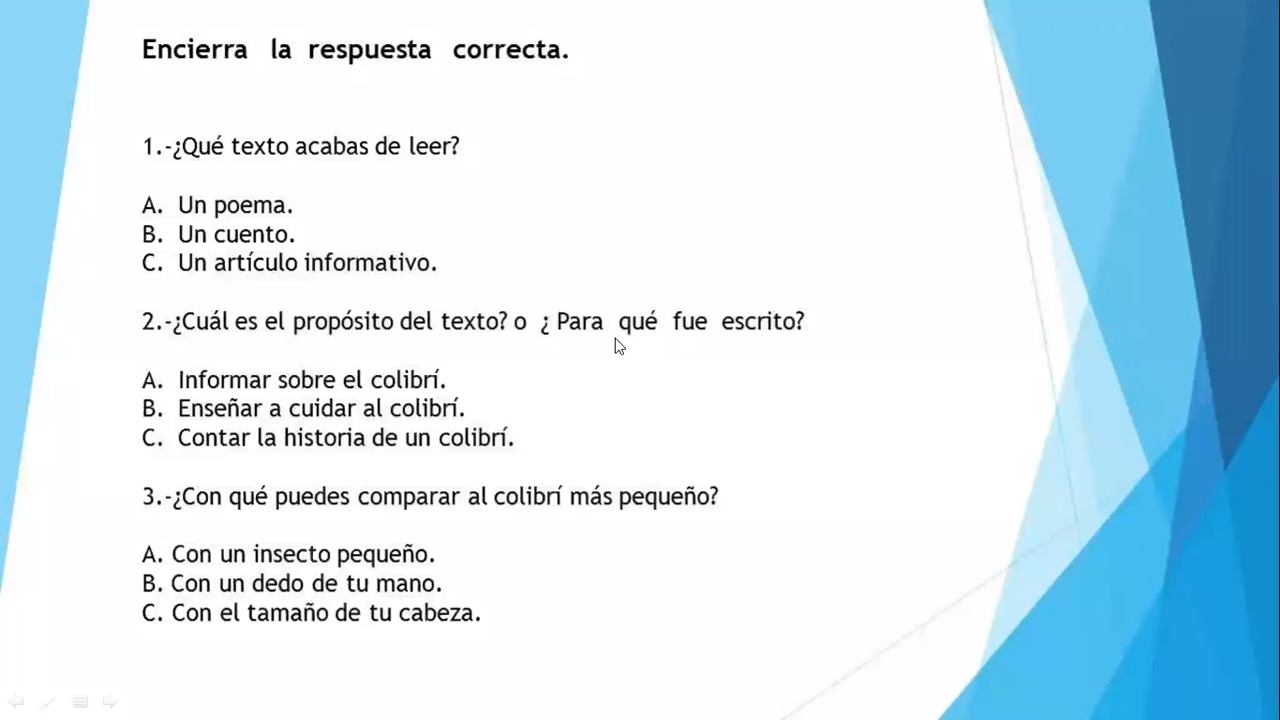 Encierra la respuesta correcta.
1.-¿Qué texto acabas de leer?
A. Un poema.
B. Un cuento.
C. Un artículo informativo.
2.-¿Cuál es el propósito del texto? o ¿ Para qué fue escrito?
A. Informar sobre el colibrí.
B. Enseñar a cuidar al colibrí.
C. Contar la historia de un colibrí.
3.-¿Con qué puedes comparar al colibrí más pequeño?
A. Con un insecto pequeño.
B. Con un dedo de tu mano.
C. Con el tamaño de tu cabeza.